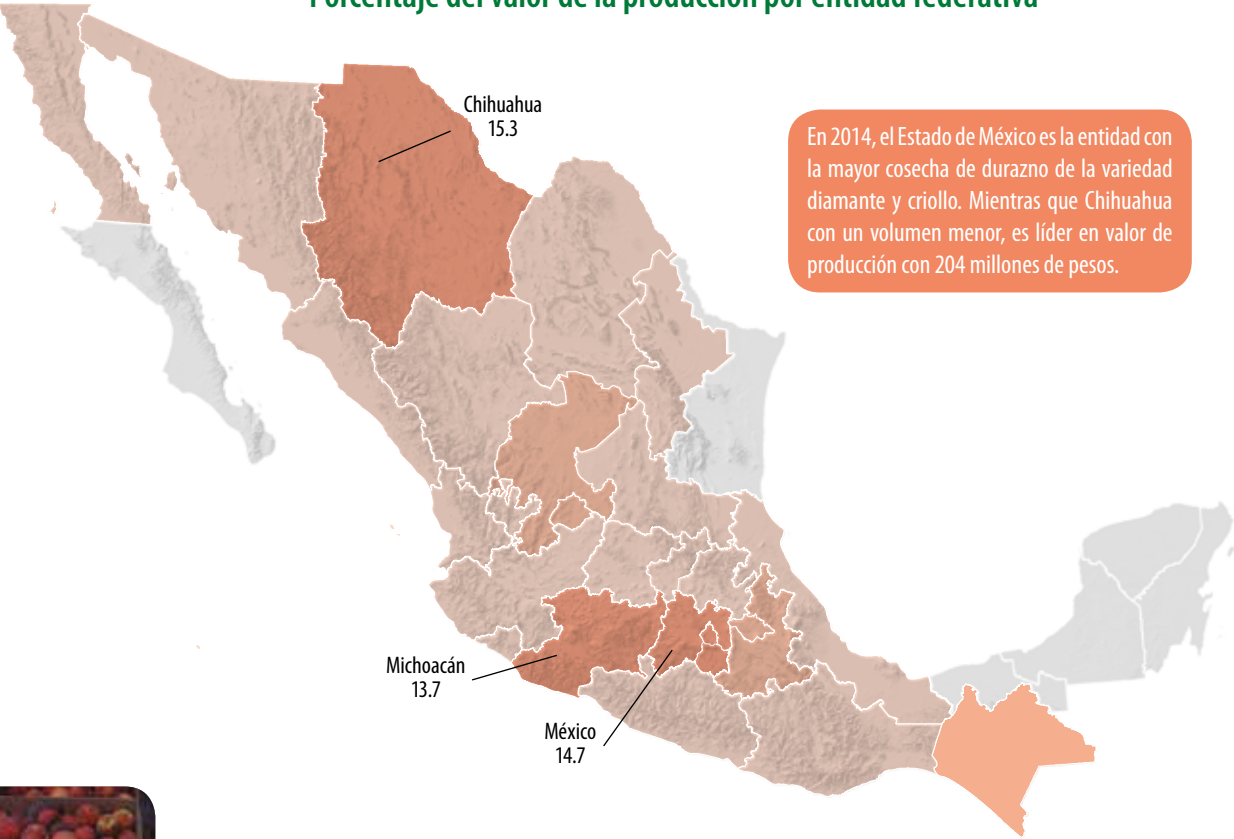 Porcentaje del valor de la producción por entidad federativa
Chihuahua
15.3
En 2014, el Estado de México es la entidad con
la mayor cosecha de durazno de la variedad
diamante y criollo. Mientras que Chihuahua
con un volumen menor, es líder en valor de
producción con 204 millones de pesos.
Michoacán
13.7
México
14.7